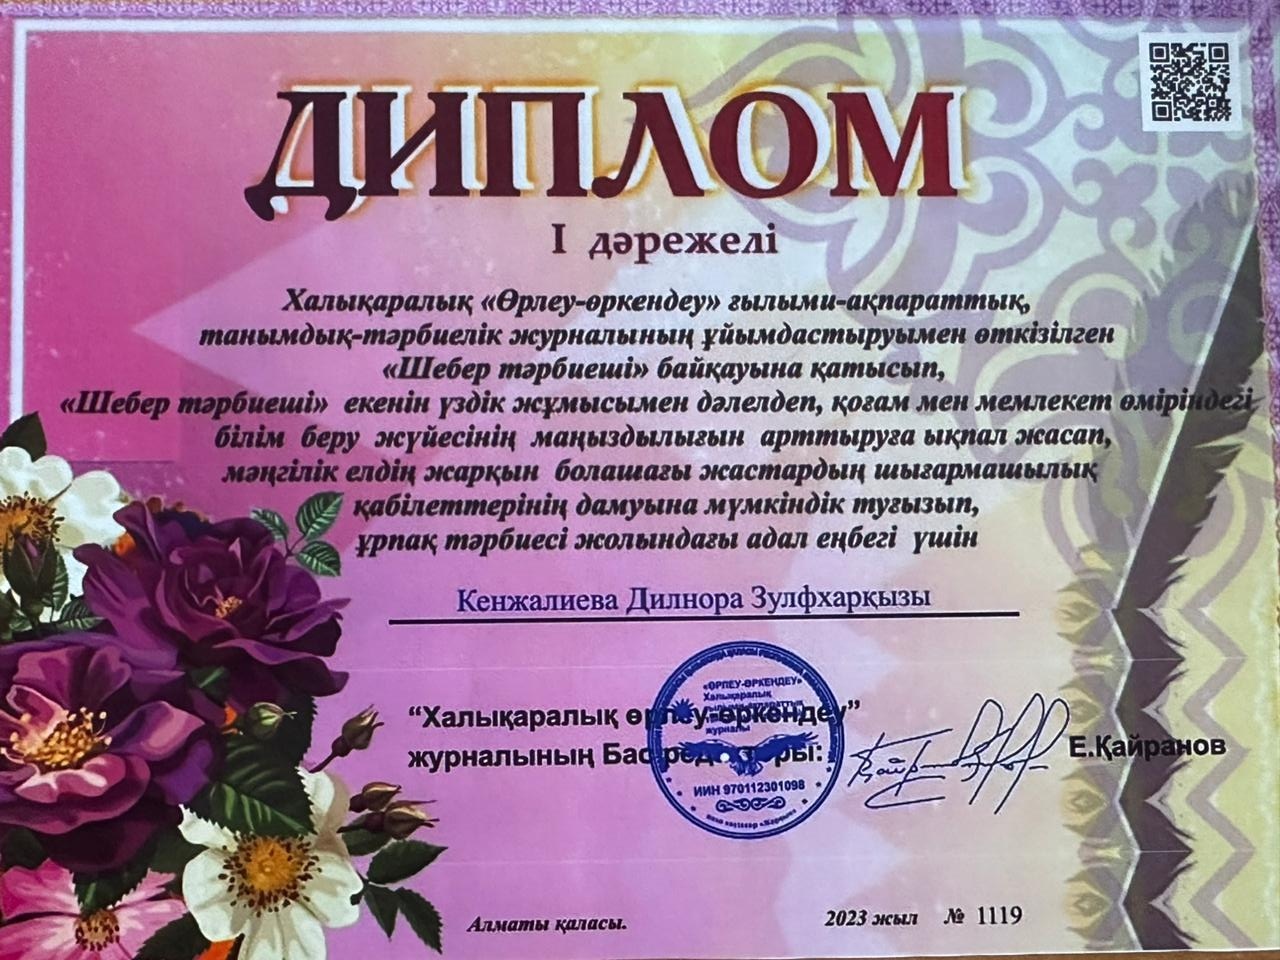 ДИПЛОМ
І дәрежелі
Халықаралық «Өрлеу-өркендеу» ғылыми-ақпараттық,
танымдық-тәрбиелік журналының ұйымдастыруымен өткізілген
«Шебер тәрбиеші» байқауына қатысып,
«Шебер тәрбиеші» екенін үздік жұмысымен дәлелдеп, қоғам мен мемлекет өміріндегі
білім беру жүйесінің маңыздылығын арттыруға ықпал жасап,
мәңгілік елдің жарқын болашағы жастардың шығармашылық
қабілеттерінің дамуына мүмкіндік туғызып,
ұрпақ тәрбиесі жолындағы адал еңбегі үшін
Кенжалиева Дилнора Зулфхарқызы
“Халықаралық өрлеу-өркендеу”
журналының Бас редакторы:
Е.Қайранов
«ӨРЛЕУ-ӨРКЕНДЕУ»
Халықаралық
журналы
ИИН 970112301098
Алматы қаласы.
2023 жыл № 1119